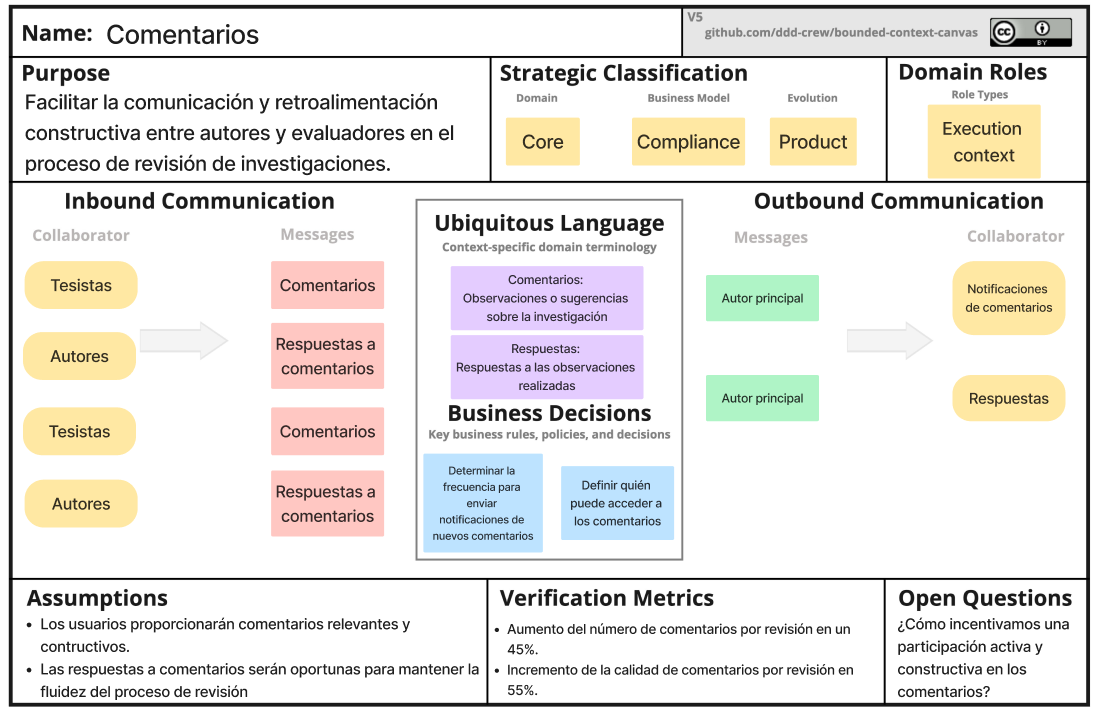 Name: Comentarios
V5
github.com/ddd-crew/bounded-context-canvas
cc
BY
Purpose
Facilitar la comunicación y retroalimentación
constructiva entre autores y evaluadores en el
proceso de revisión de investigaciones.
Strategic Classification
Domain
Business Model
Evolution
Core
Compliance
Product
Domain Roles
Role Types
Execution
context
Inbound Communication
Collaborator
Messages
Tesistas
Comentarios
Autores
Respuestas a
comentarios
Tesistas
Comentarios
Autores
Respuestas a
comentarios
Ubiquitous Language
Context-specific domain terminology
Comentarios:
Observaciones o sugerencias
sobre la investigación
Respuestas:
Respuestas a las observaciones
realizadas
Business Decisions
Key business rules, policies, and decisions
Determinar la
frecuencia para
enviar
notificaciones de
nuevos comentarios
Definir quién
puede acceder a
los comentarios
Outbound Communication
Messages
Collaborator
Autor principal
Notificaciones
de comentarios
Autor principal
Respuestas
Assumptions
• Los usuarios proporcionarán comentarios relevantes y
contructivos.
• Las respuestas a comentarios serán oportunas para mantener la
fluidez del proceso de revisión
Verification Metrics
• Aumento del número de comentarios por revisión en un
45%.
• Incremento de la calidad de comentarios por revisión en
55%.
Open Questions
¿Cómo incentivamos una
participación activa y
constructiva en los
comentarios?